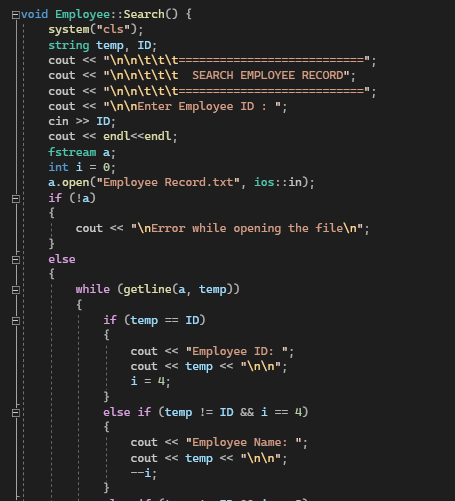 void Employee::Search() {
system("cls");
string temp, ID;
cout << "\n\n\t\t\t===========================";
cout << "\n\n\t\t\t  SEARCH EMPLOYEE RECORD";
cout << "\n\n\t\t\t===========================";
cout << "\n\nEnter Employee ID : ";
cin >> ID;
cout << endl<<endl;
fstream a;
int i = 0;
a.open("Employee Record.txt", ios::in);
if (!a)
{
cout << "\nError while opening the file\n";
}
else
{
while (getline(a, temp))
{
if (temp == ID)
{
cout << "Employee ID: ";
cout << temp << "\n\n";
i = 4;
}
else if (temp != ID && i == 4)
{
cout << "Employee Name: ";
cout << temp << "\n\n";
--i;
}